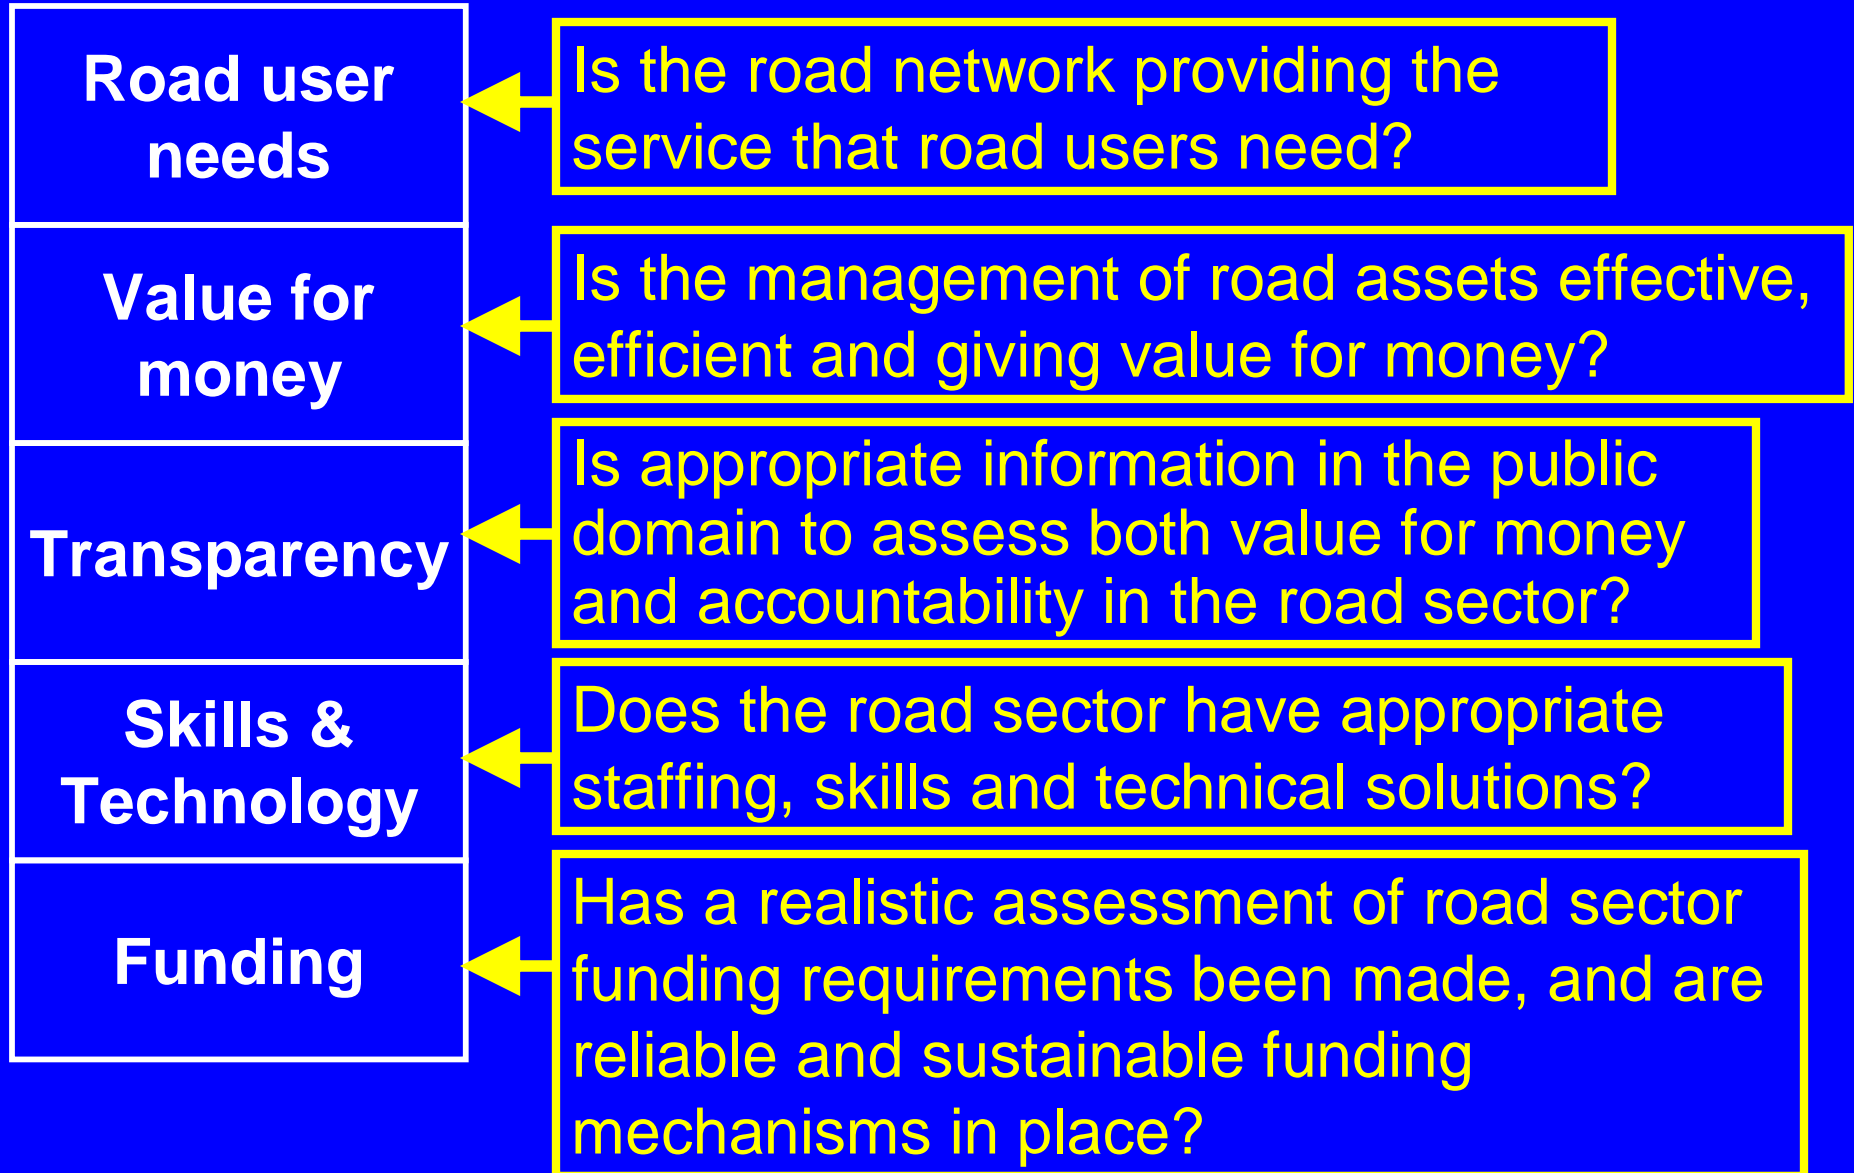 Road user
needs
Is the road network providing the
service that road users need?
Value for
money
Is the management of road assets effective,
efficient and giving value for money?
Transparency
Is appropriate information in the public
domain to assess both value for money
and accountability in the road sector?
Skills &
Technology
Does the road sector have appropriate
staffing, skills and technical solutions?
Funding
Has a realistic assessment of road sector
funding requirements been made, and are
reliable and sustainable funding
mechanisms in place?